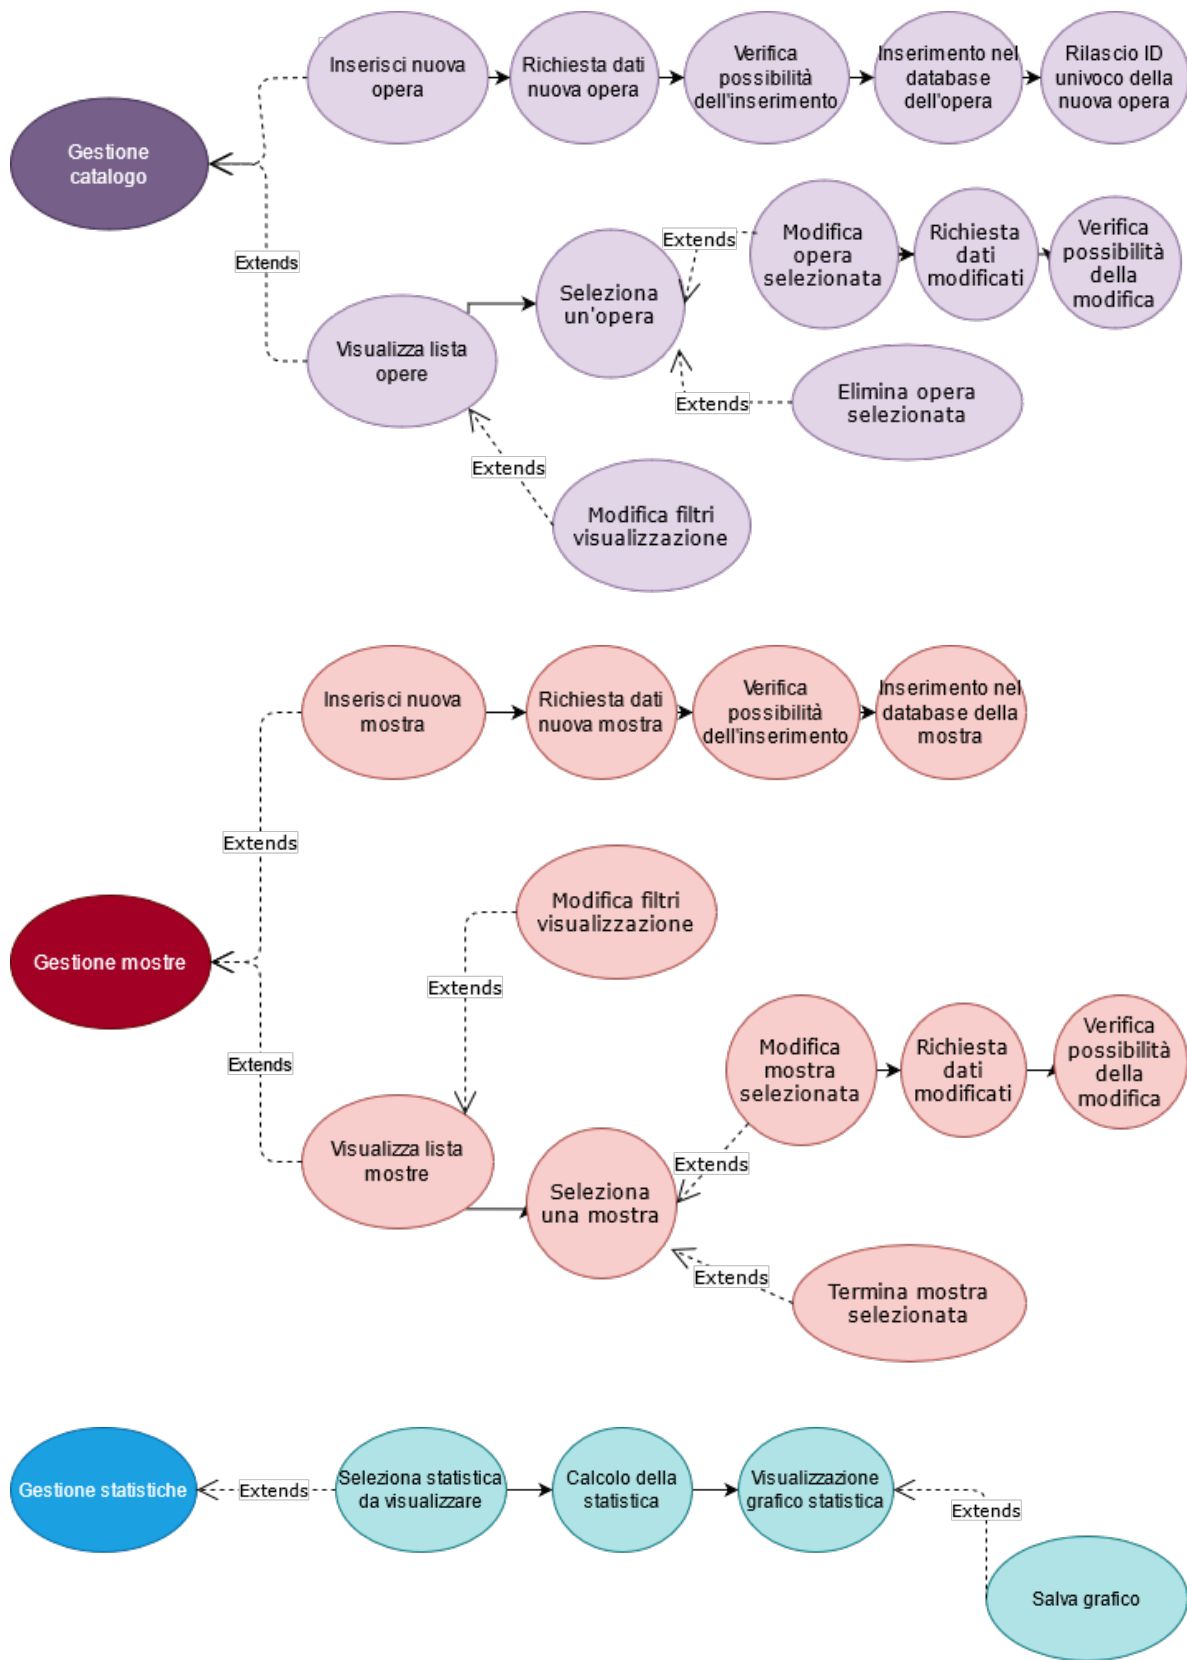 Inserisci nuova
opera
Richiesta dati
nuova opera
Verifica
possibilità
dell'inserimento
Inserimento nel
database
dell'opera
Rilascio ID
univoco della
nuova opera
Gestione
catalogo
Extends
Visualizza lista
opere
Seleziona
un'opera
Extends
Modifica
opera
selezionata
Richiesta
dati
modificati
Verifica
possibilità
della
modifica
Extends
Elimina opera
selezionata
Extends
Modifica filtri
visualizzazione
Inserisci nuova
mostra
Richiesta dati
nuova mostra
Verifica
possibilità
dell'inserimento
Inserimento nel
database della
mostra
Extends
Modifica filtri
visualizzazione
Gestione mostre
Extends
Extends
Visualizza lista
mostre
Seleziona
una mostra
Extends
Modifica
mostra
selezionata
Richiesta
dati
modificati
Verifica
possibilità
della
modifica
Extends
Termina mostra
selezionata
Gestione statistiche
Extends
Seleziona statistica
da visualizzare
Calcolo della
statistica
Visualizzazione
grafico statistica
Extends
Salva grafico